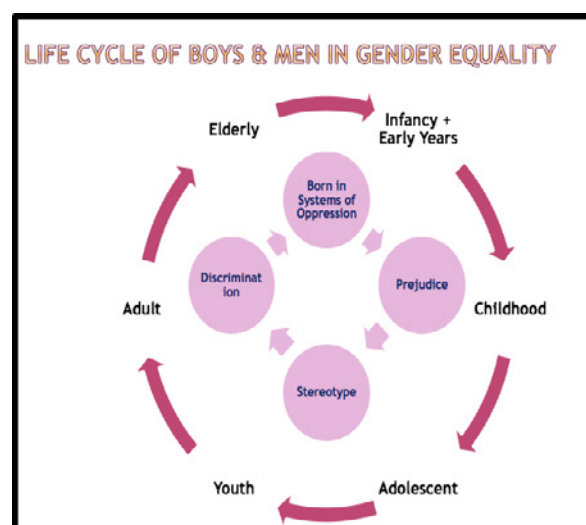 LIFE CYCLE OF BOYS & MEN IN GENDER EQUALITY
Elderly
Infancy +
Early Years
Born in
Systems of
Oppression
Discriminat
ion
Prejudice
Adult
Childhood
Stereotype
Youth
Adolescent